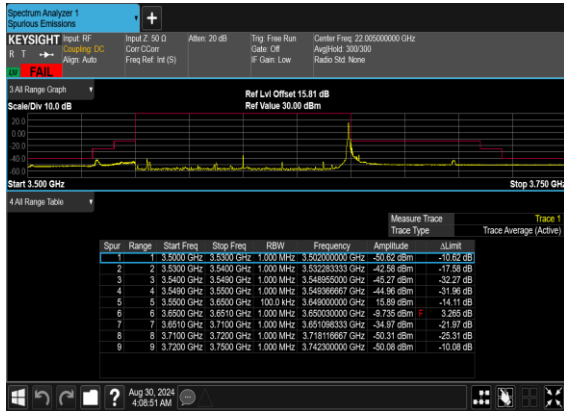 Spectrum Analyzer 1
Spurious Emissions
KEYSIGHT Input: RF Input Z: 50 Ω Atten: 20 dB Trig: Free Run Center Freq: 22.005000000 GHz
R T Coupling: DC Corr CCorr Gate: Off Avg|Hold: 300/300
Align: Auto Freq Ref: Int (S) IF Gain: Low Radio Std: None
LW FAIL
3 All Range Graph Ref Lvl Offset 15.81 dB
Scale/Div 10.0 dB Ref Value 30.00 dBm
20.0
0.00
-20.0
-40.0
-60.0
Start 3.500 GHz Stop 3.750 GHz
4 All Range Table
Measure Trace Trace 1
Trace Type Trace Average (Active)
Spur Range Start Freq Stop Freq RBW Frequency Amplitude ΔLimit
1 1 3.5000 GHz 3.5300 GHz 1.000 MHz 3.502000000 GHz -50.62 dBm -10.62 dB
2 2 3.5300 GHz 3.5400 GHz 1.000 MHz 3.532283333 GHz -42.58 dBm -17.58 dB
3 3 3.5400 GHz 3.5490 GHz 1.000 MHz 3.548955000 GHz -45.27 dBm -32.27 dB
4 4 3.5490 GHz 3.5500 GHz 1.000 MHz 3.549366667 GHz -44.96 dBm -31.96 dB
5 5 3.5500 GHz 3.6500 GHz 100.0 kHz 3.649000000 GHz 15.89 dBm -14.11 dB
6 6 3.6500 GHz 3.6510 GHz 1.000 MHz 3.650030000 GHz -9.735 dBm F 3.265 dB
7 7 3.6510 GHz 3.7100 GHz 1.000 MHz 3.651098333 GHz -34.97 dBm -21.97 dB
8 8 3.7100 GHz 3.7200 GHz 1.000 MHz 3.718116667 GHz -50.31 dBm -25.31 dB
9 9 3.7200 GHz 3.7500 GHz 1.000 MHz 3.742300000 GHz -50.08 dBm -10.08 dB
? Aug 30, 2024
4:08:51 AM